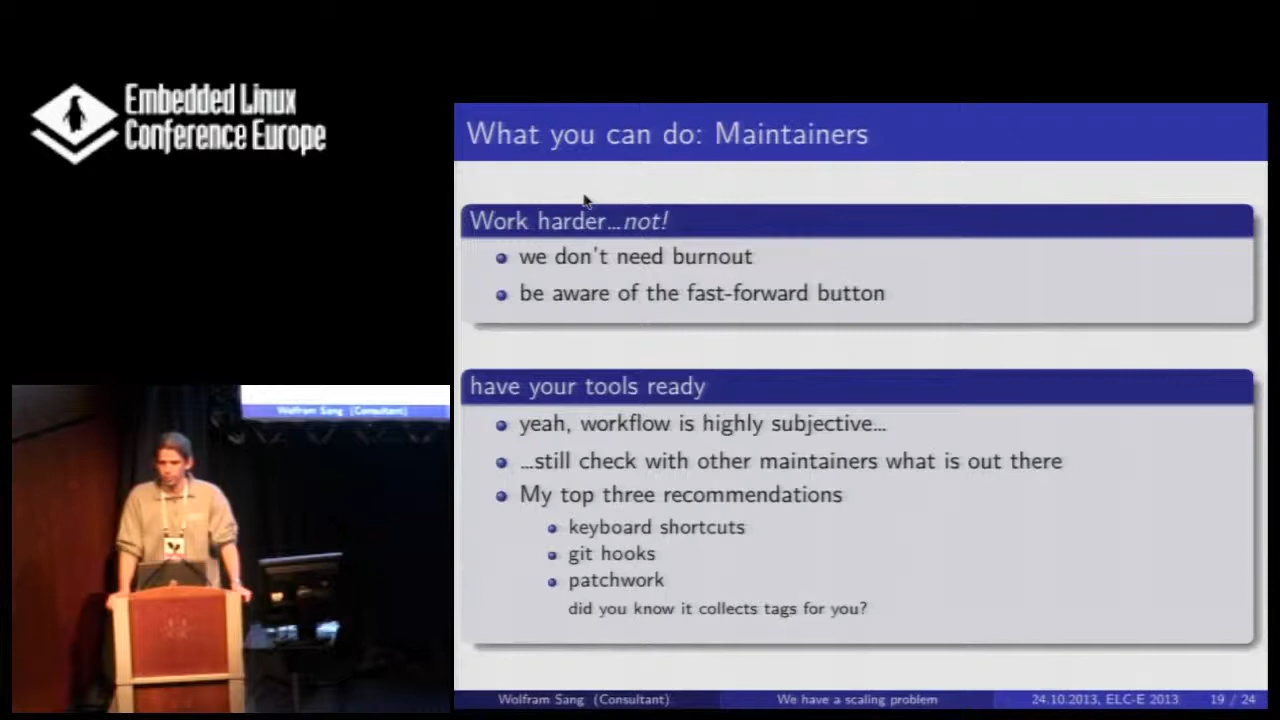 Embedded Linux
Conference Europe
What you can do: Maintainers
Work harder...not!
we don't need burnout
be aware of the fast-forward button
have your tools ready
yeah, workflow is highly subjective...
...still check with other maintainers what is out there
My top three recommendations
keyboard shortcuts
git hooks
patchwork
did you know it collects tags for you?
Wolfram Sang (Consultant)
We have a scaling problem
24.10.2013, ELC-E 2013
19 / 24
Wolfram Sang (Consultant)